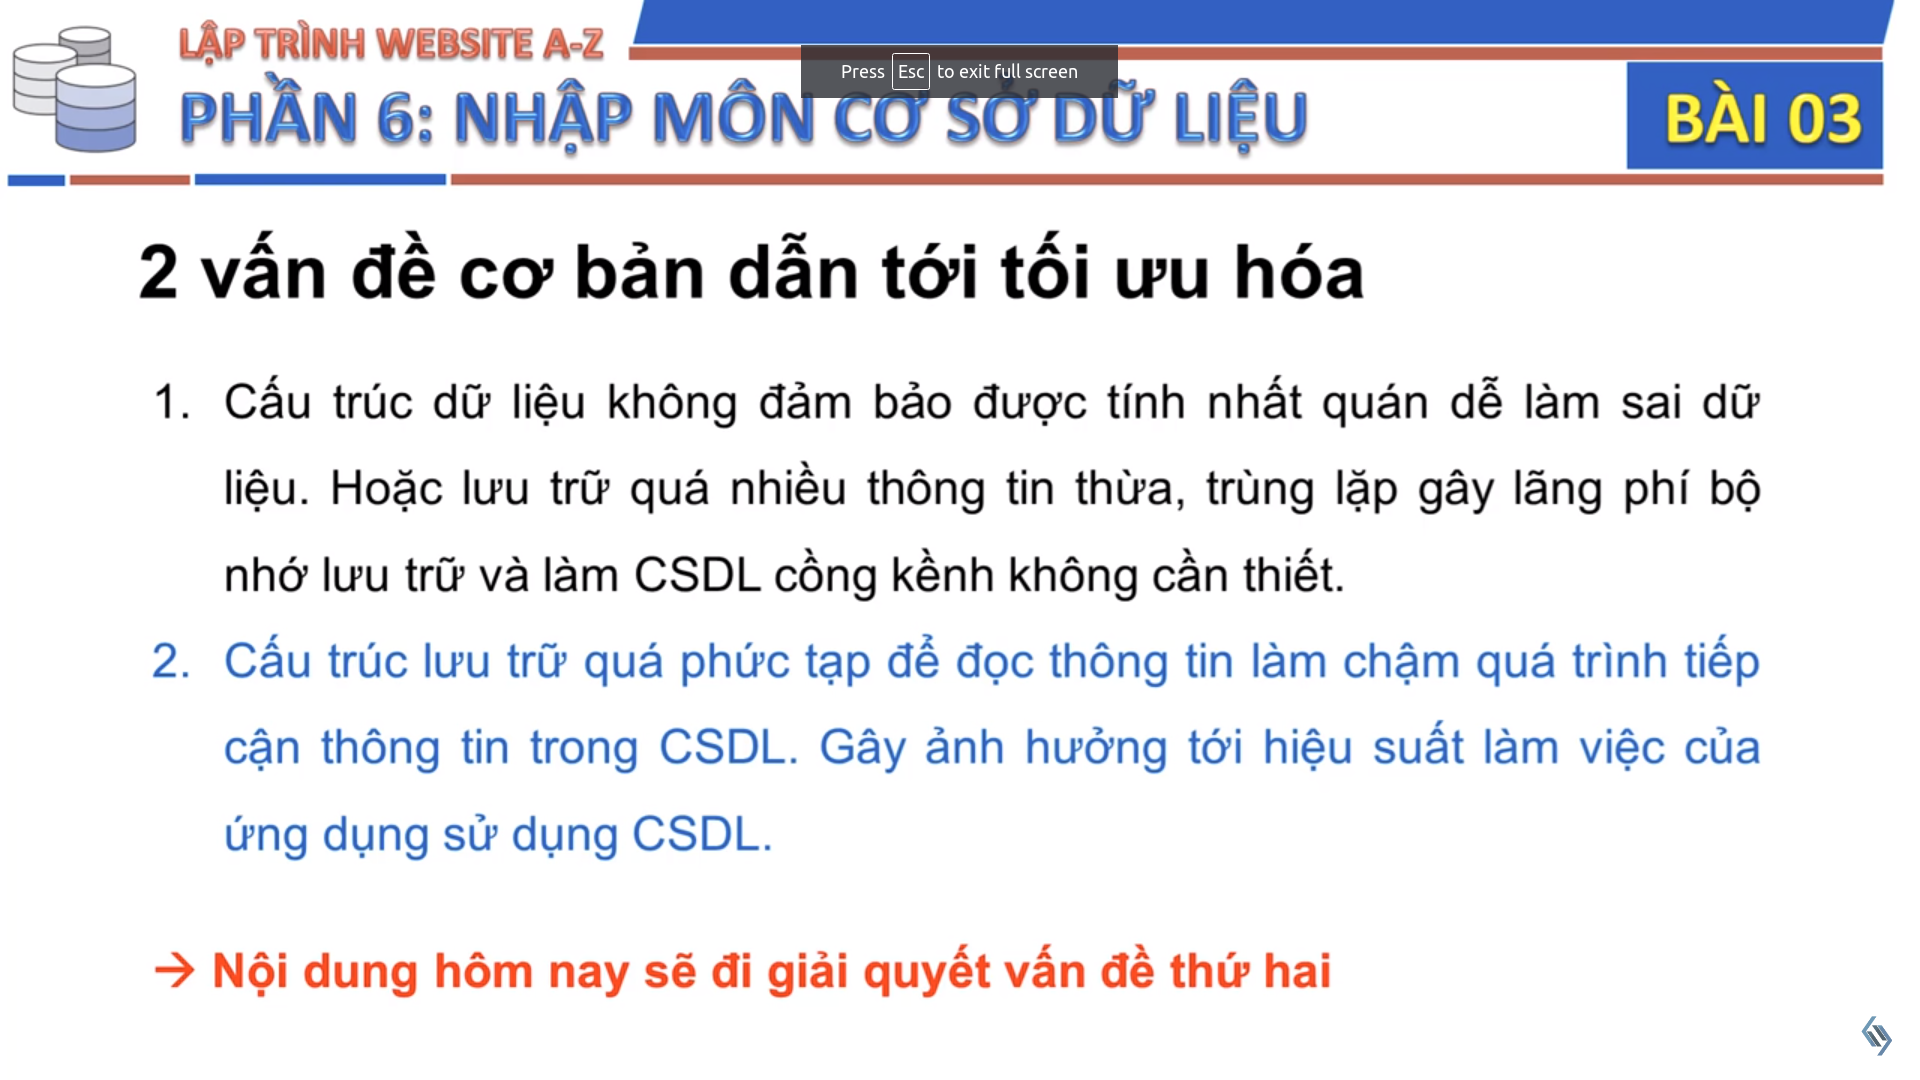 LẬP TRÌNH WEBSITE A-Z
Press Esc to exit full screen
PHẦN 6: NHẬP MÔN CƠ SỞ DỮ LIỆU
BÀI 03
2 vấn đề cơ bản dẫn tới tối ưu hóa
1. Cấu trúc dữ liệu không đảm bảo được tính nhất quán dễ làm sai dữ
liệu. Hoặc lưu trữ quá nhiều thông tin thừa, trùng lặp gây lãng phí bộ
nhớ lưu trữ và làm CSDL cồng kềnh không cần thiết.
2. Cấu trúc lưu trữ quá phức tạp để đọc thông tin làm chậm quá trình tiếp
cận thông tin trong CSDL. Gây ảnh hưởng tới hiệu suất làm việc của
ứng dụng sử dụng CSDL.
→ Nội dung hôm nay sẽ đi giải quyết vấn đề thứ hai